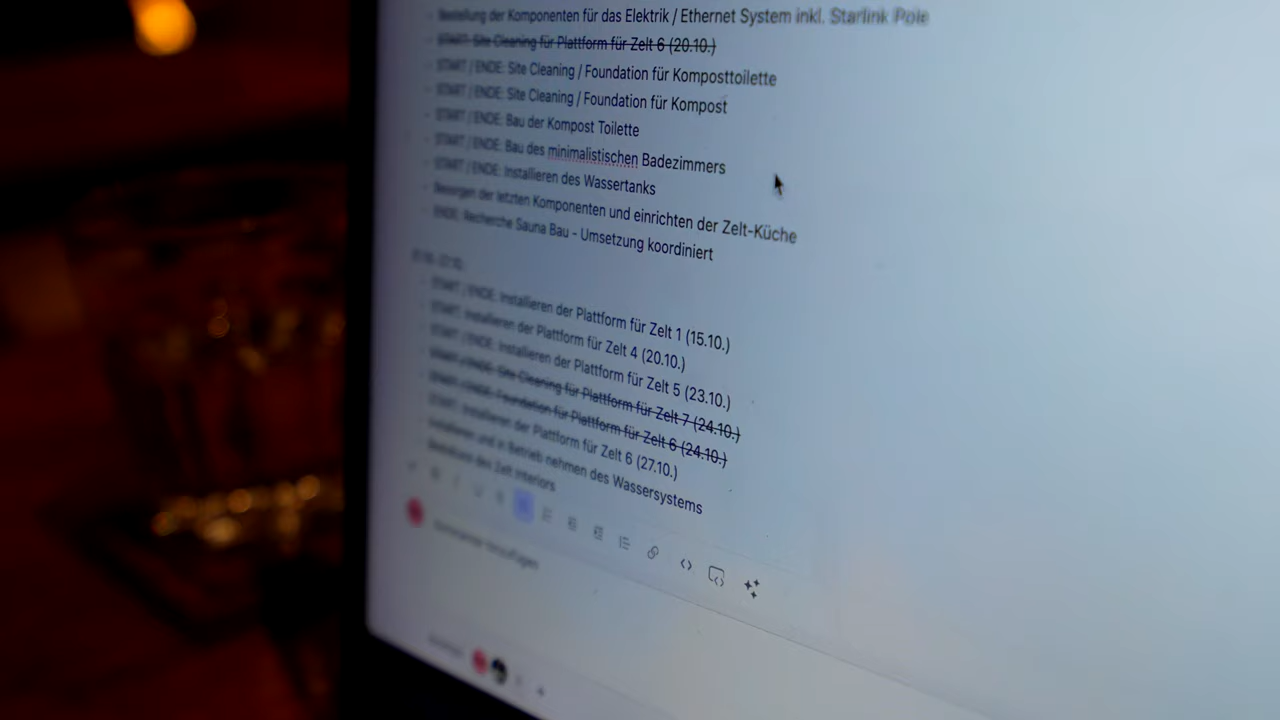 Bestellung der Komponenten für das Elektrik / Ethernet System inkl. Starlink Pole
START: Site Cleaning für Plattform für Zelt 6 (20.10.)
START / ENDE: Site Cleaning / Foundation für Komposttoilette
START / ENDE: Site Cleaning / Foundation für Kompost
START / ENDE: Bau der Kompost Toilette
START / ENDE: Bau des minimalistischen Badezimmers
START / ENDE: Installieren des Wassertanks
Besorgen der letzten Komponenten und einrichten der Zelt-Küche
ENDE: Recherche Sauna Bau - Umsetzung koordiniert
START / ENDE: Installieren der Plattform für Zelt 1 (15.10.)
START: Installieren der Plattform für Zelt 4 (20.10.)
START / ENDE: Installieren der Plattform für Zelt 5 (23.10.)
START / ENDE: Site Cleaning für Plattform für Zelt 7 (24.10.)
START / ENDE: Foundation für Plattform für Zelt 6 (24.10.)
START: Installieren der Plattform für Zelt 6 (27.10.)
Installieren und in Betrieb nehmen des Wassersystems
des Zelt Interiors
Kommentar hinzufügen